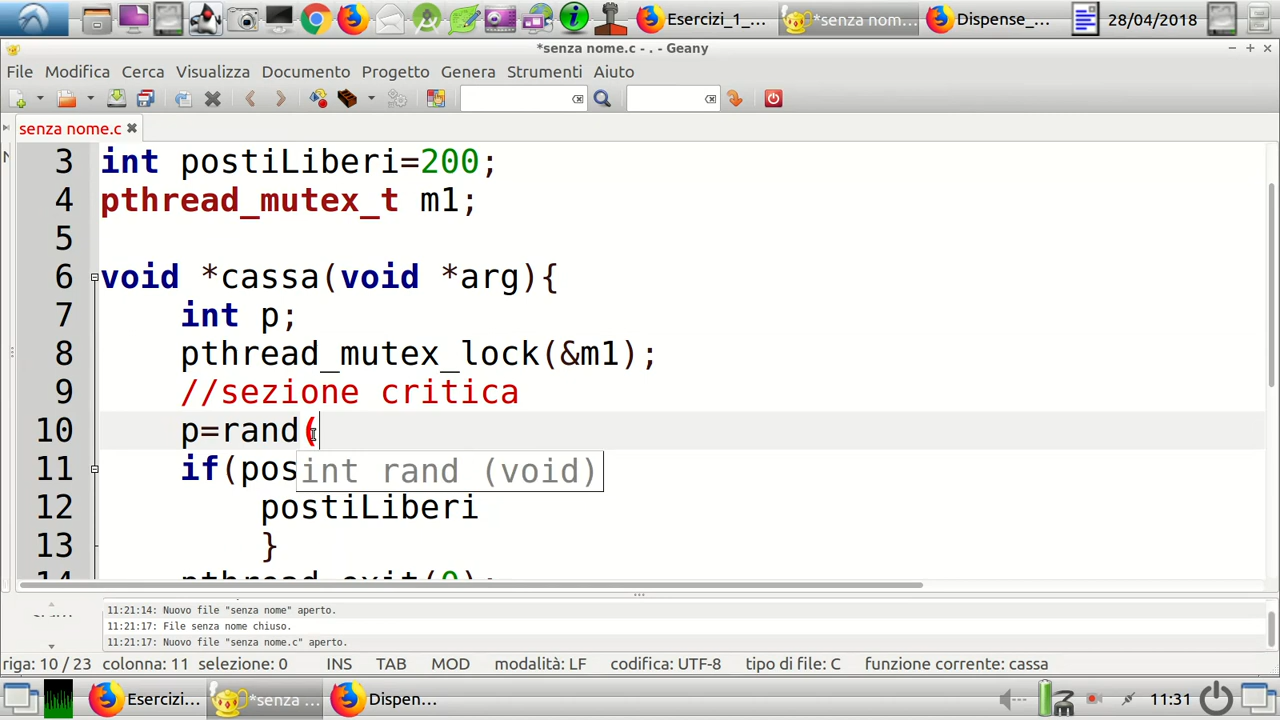 Esercizi_1_...
*senza nom...
Dispense_...
28/04/2018
*senza nome.c - . - Geany
File Modifica Cerca Visualizza Documento Progetto Genera Strumenti Aiuto
senza nome.c
3 int postiLiberi=200;
4 pthread_mutex_t m1;
5
6 void *cassa(void *arg){
7 int p;
8 pthread_mutex_lock(&m1);
9 //sezione critica
10 p=rand(
11 if(pos
int rand (void)
12 postiLiberi
13 }
14 pthread_exit(0);
11:21:14: Nuovo file "senza nome" aperto.
11:21:17: File senza nome chiuso.
11:21:17: Nuovo file "senza nome.c" aperto.
riga: 10 / 23 colonna: 11 selezione: 0 INS TAB MOD modalità: LF codifica: UTF-8 tipo di file: C funzione corrente: cassa
Esercizi...
*senza ...
Dispen...
11:31